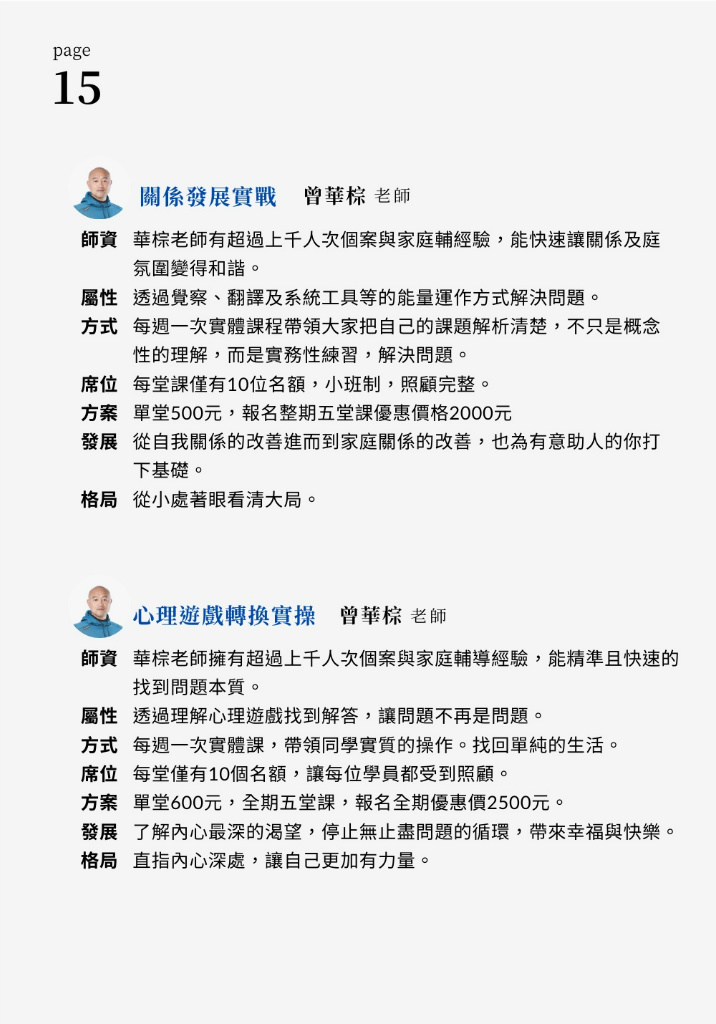 page
15
關係發展實戰 曾華棕 老師
師資 華棕老師有超過上千人次個案與家庭輔經驗，能快速讓關係及庭
氛圍變得和諧。
屬性 透過覺察、翻譯及系統工具等的能量運作方式解決問題。
方式 每週一次實體課程帶領大家把自己的課題解析清楚，不只是概念
性的理解，而是實務性練習，解決問題。
席位 每堂課僅有10位名額，小班制，照顧完整。
方案 單堂500元，報名整期五堂課優惠價格2000元
發展 從自我關係的改善進而到家庭關係的改善，也為有意助人的你打
下基礎。
格局 從小處著眼看清大局。
心理遊戲轉換實操 曾華棕 老師
師資 華棕老師擁有超過上千人次個案與家庭輔導經驗，能精準且快速的
找到問題本質。
屬性 透過理解心理遊戲找到解答，讓問題不再是問題。
方式 每週一次實體課，帶領同學實質的操作。找回單純的生活。
席位 每堂僅有10個名額，讓每位學員都受到照顧。
方案 單堂600元，全期五堂課，報名全期優惠價2500元。
發展 了解內心最深的渴望，停止無止盡問題的循環，帶來幸福與快樂。
格局 直指內心深處，讓自己更加有力量。